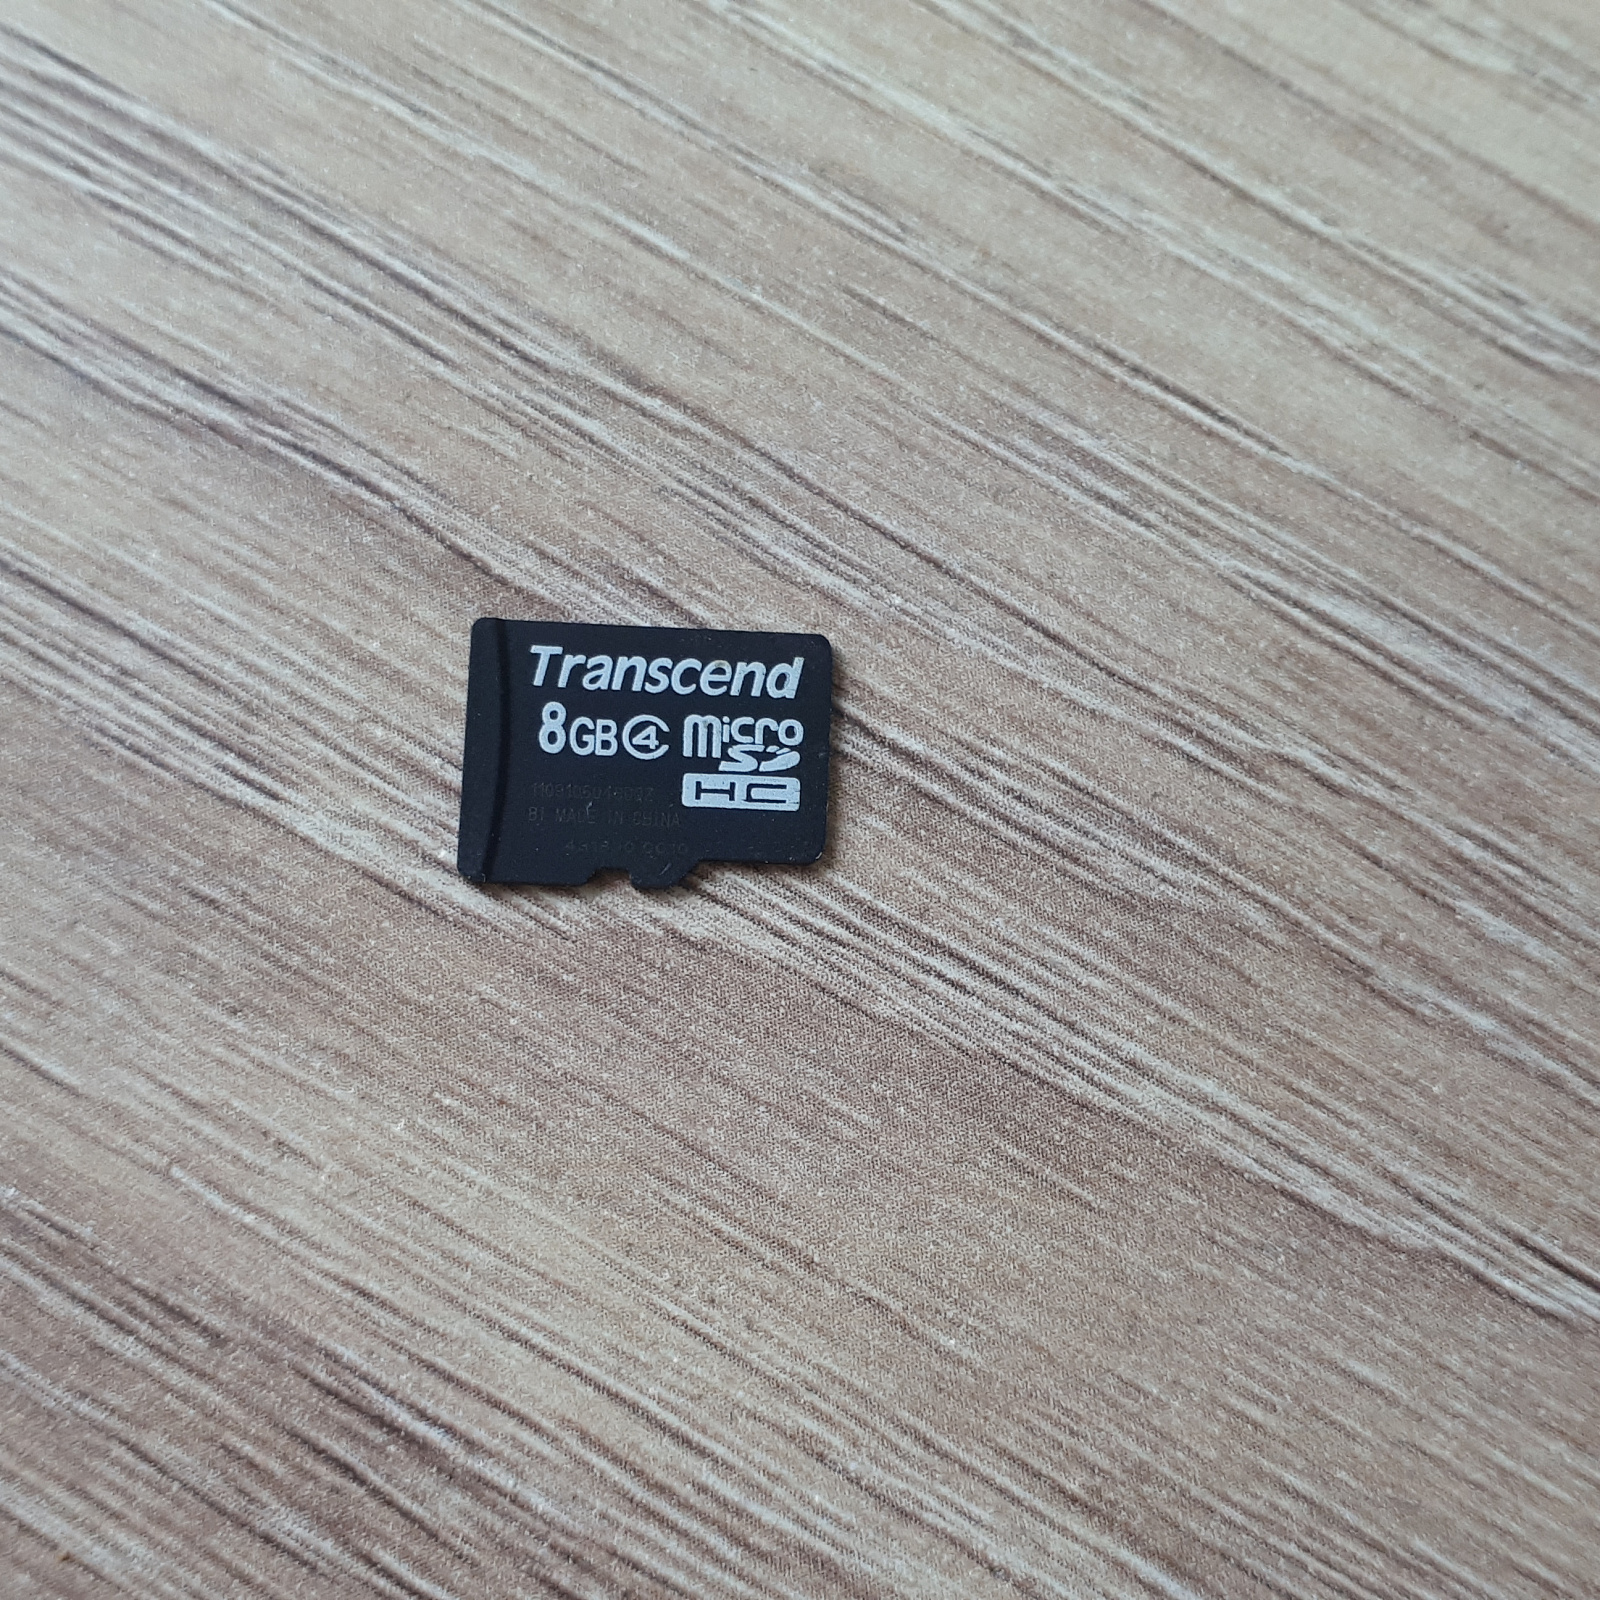 Transcend
8GB ④ micro
SD
HC
MADE IN CHINA